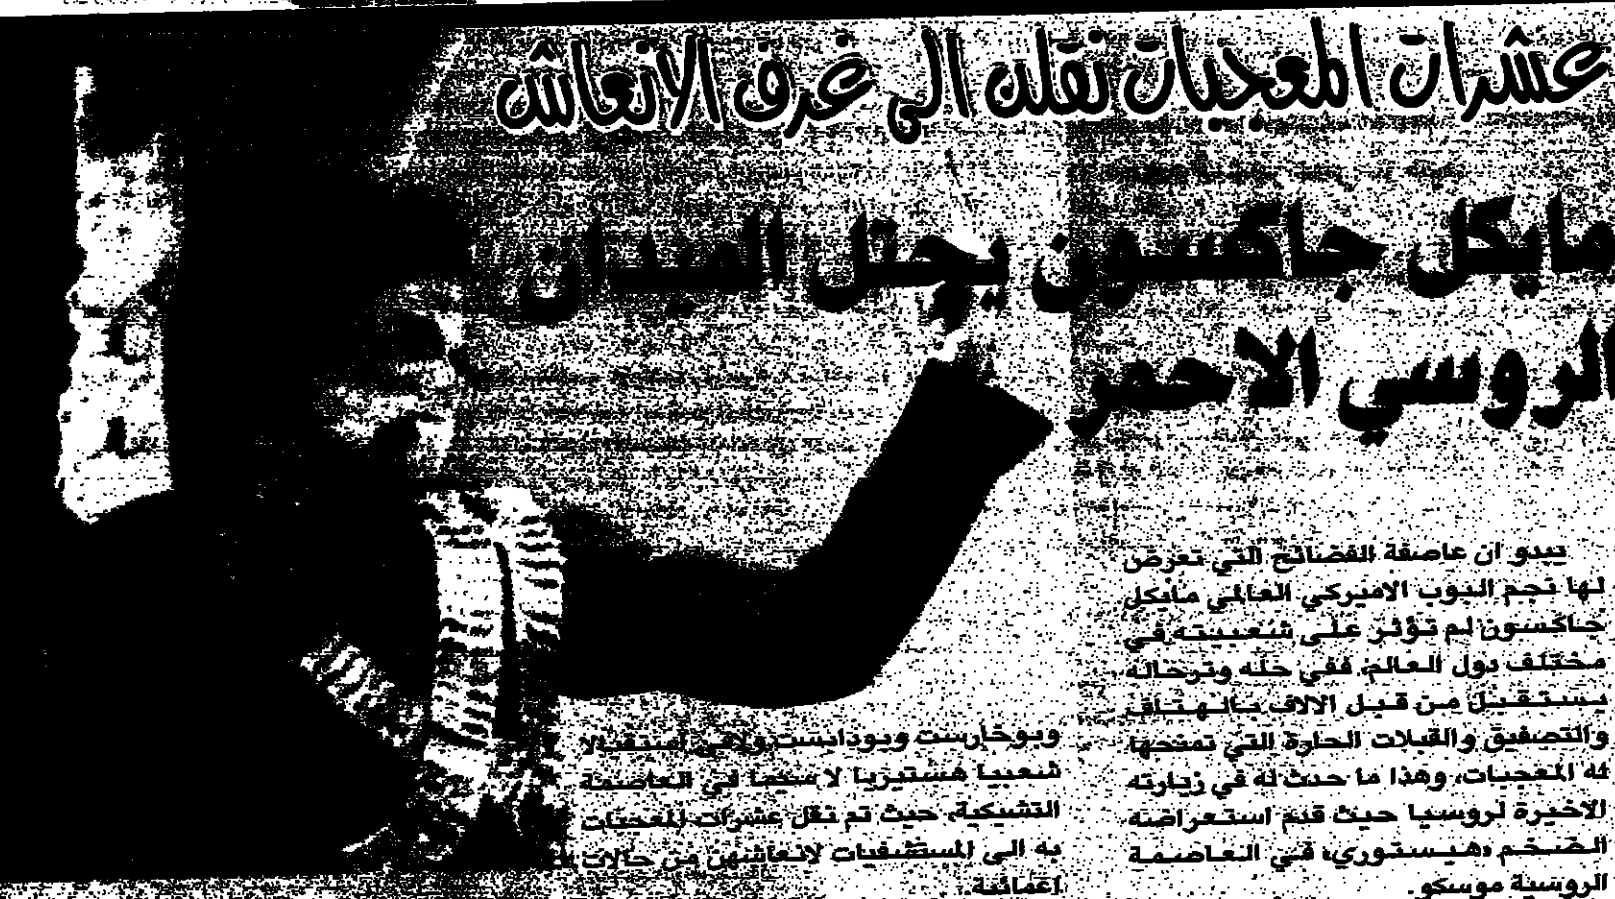 عشرات المعجبات نقلن الى غرف الانعاش
مايكل جاكسون يحتل الميدان
الروسي الاحمر
يبدو ان عاصفة الفضائح التي تعرض
لها نجم البوب الاميركي العالمي مايكل
جاكسون لم تؤثر على شعبيته في
مختلف دول العالم، ففي حله وترحاله
يستقبل من قبل الالاف بالهتاف
والتصفيق والقبلات الحارة التي تمنحها
له المعجبات، وهذا ما حدث له في زيارته
الاخيرة لروسيا حيث قدم استعراضه
الضخم «هيستوري» في العاصمة
الروسية موسكو.
وبوخارست وبودابست ولاقى استقبالا
شعبيا هستيريا لا سيما في العاصمة
التشيكية، حيث تم نقل عشرات المعجبات
به الى المستشفيات لانعاشهن من حالات
اغمائية.